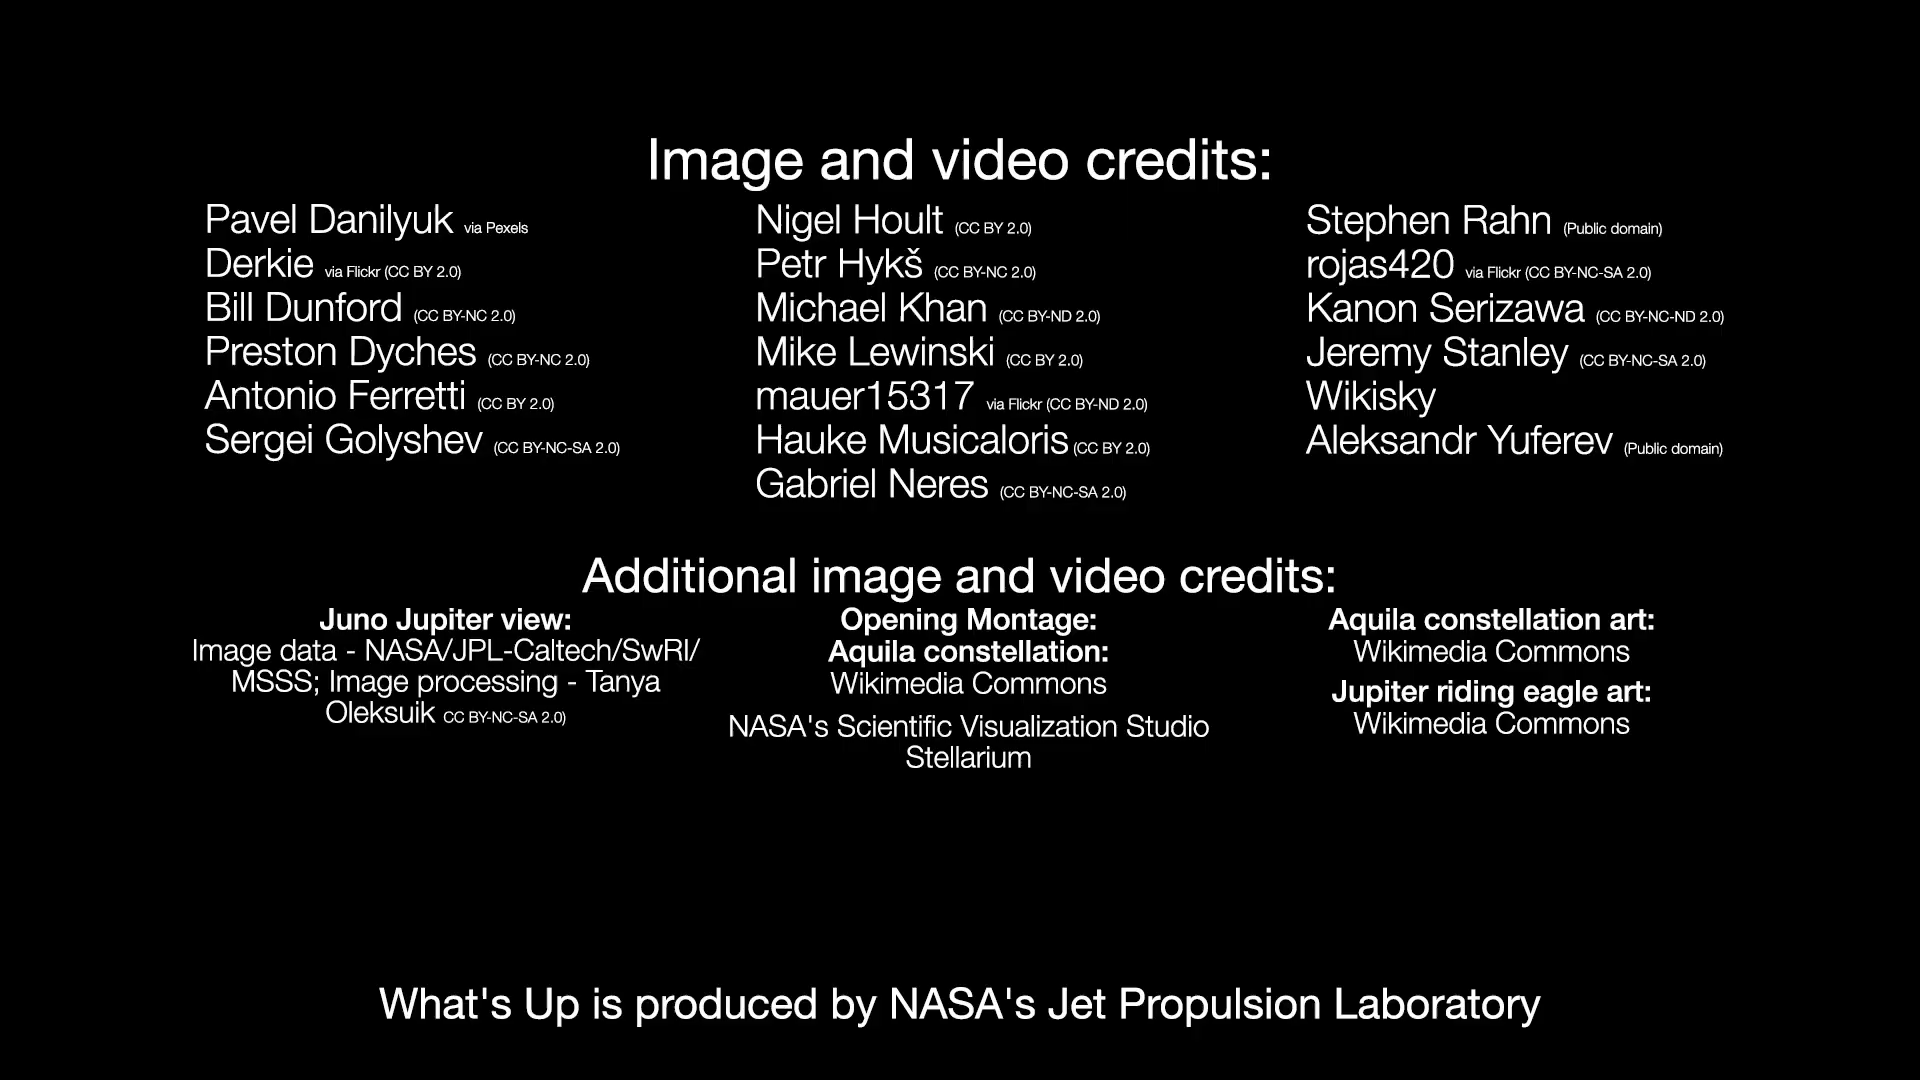 Image and video credits:
Pavel Danilyuk via Pexels
Derkie via Flickr (CC BY 2.0)
Bill Dunford (CC BY-NC 2.0)
Preston Dyches (CC BY-NC 2.0)
Antonio Ferretti (CC BY 2.0)
Sergei Golyshev (CC BY-NC-SA 2.0)
Nigel Hoult (CC BY 2.0)
Petr Hykš (CC BY-NC 2.0)
Michael Khan (CC BY-ND 2.0)
Mike Lewinski (CC BY 2.0)
mauer15317 via Flickr (CC BY-ND 2.0)
Hauke Musicaloris (CC BY 2.0)
Gabriel Neres (CC BY-NC-SA 2.0)
Stephen Rahn (Public domain)
rojas420 via Flickr (CC BY-NC-SA 2.0)
Kanon Serizawa (CC BY-NC-ND 2.0)
Jeremy Stanley (CC BY-NC-SA 2.0)
Wikisky
Aleksandr Yuferev (Public domain)
Additional image and video credits:
Juno Jupiter view:
Image data - NASA/JPL-Caltech/SwRI/
MSSS; Image processing - Tanya
Oleksuik CC BY-NC-SA 2.0)
Opening Montage:
Aquila constellation:
Wikimedia Commons
NASA's Scientific Visualization Studio
Stellarium
Aquila constellation art:
Wikimedia Commons
Jupiter riding eagle art:
Wikimedia Commons
What's Up is produced by NASA's Jet Propulsion Laboratory